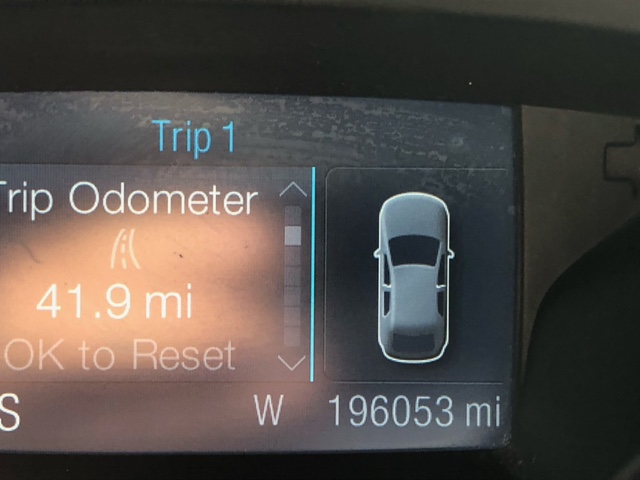 Trip 1
Trip Odometer
41.9 mi
OK to Reset
S W 196053 mi